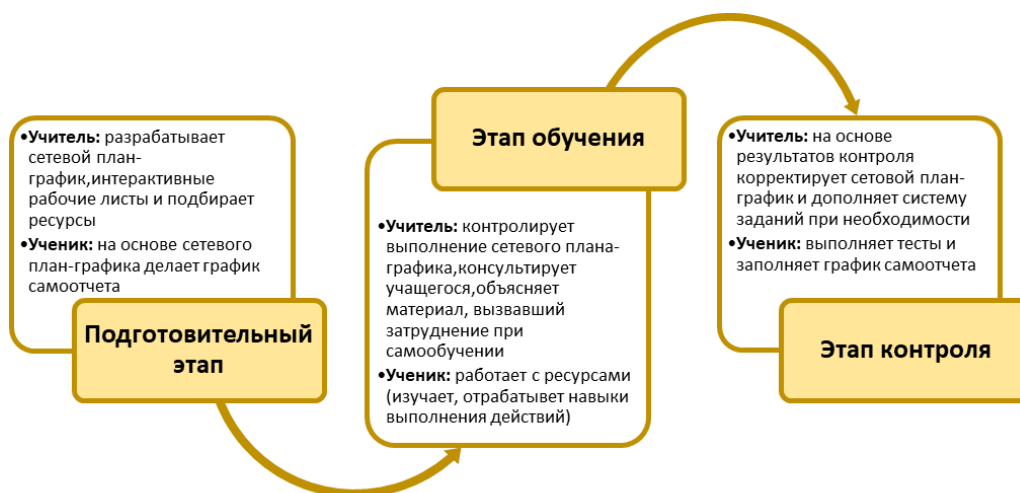 •Учитель: разрабатывает
сетевой план-
график,интерактивные
рабочие листы и подбирает
ресурсы
•Ученик: на основе сетевого
план-графика делает график
самоотчета
Подготовительный
этап
Этап обучения
•Учитель: контролирует
выполнение сетевого плана-
графика,консультирует
учащегося,объясняет
материал, вызвавший
затруднение при
самообучении
•Ученик: работает с ресурсами
(изучает, отрабатывет навыки
выполнения действий)
•Учитель: на основе
результатов контроля
корректирует сетовой план-
график и дополняет систему
заданий при необходимости
•Ученик: выполняет тесты и
заполняет график самоотчета
Этап контроля